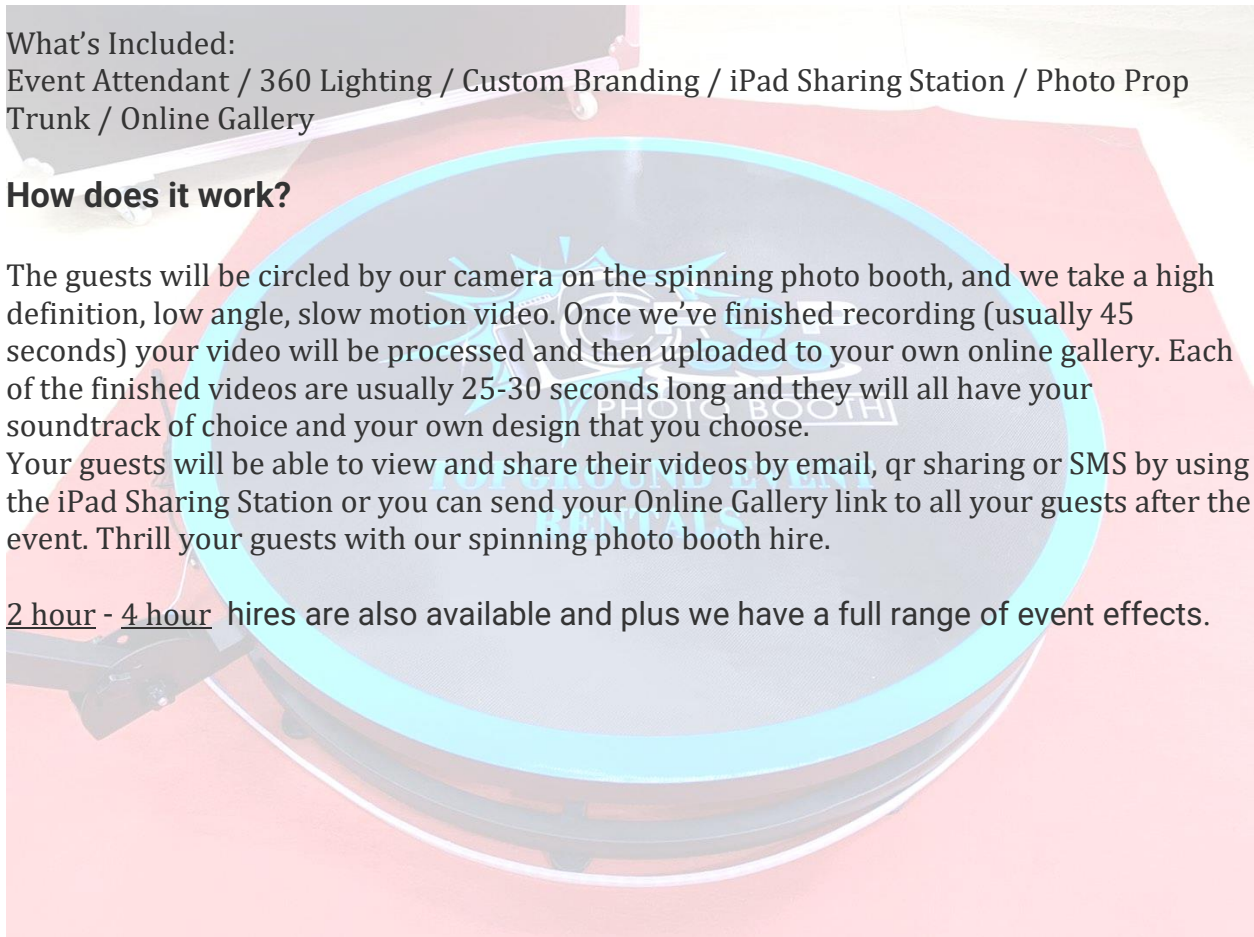 What’s Included:
Event Attendant / 360 Lighting / Custom Branding / iPad Sharing Station / Photo Prop
Trunk / Online Gallery
How does it work?
The guests will be circled by our camera on the spinning photo booth, and we take a high
definition, low angle, slow motion video. Once we’ve finished recording (usually 45
seconds) your video will be processed and then uploaded to your own online gallery. Each
of the finished videos are usually 25-30 seconds long and they will all have your
soundtrack of choice and your own design that you choose.
Your guests will be able to view and share their videos by email, qr sharing or SMS by using
the iPad Sharing Station or you can send your Online Gallery link to all your guests after the
event. Thrill your guests with our spinning photo booth hire.
2 hour - 4 hour hires are also available and plus we have a full range of event effects.
PHOTO BOOTH
TOPGROUND EVENT
RENTALS